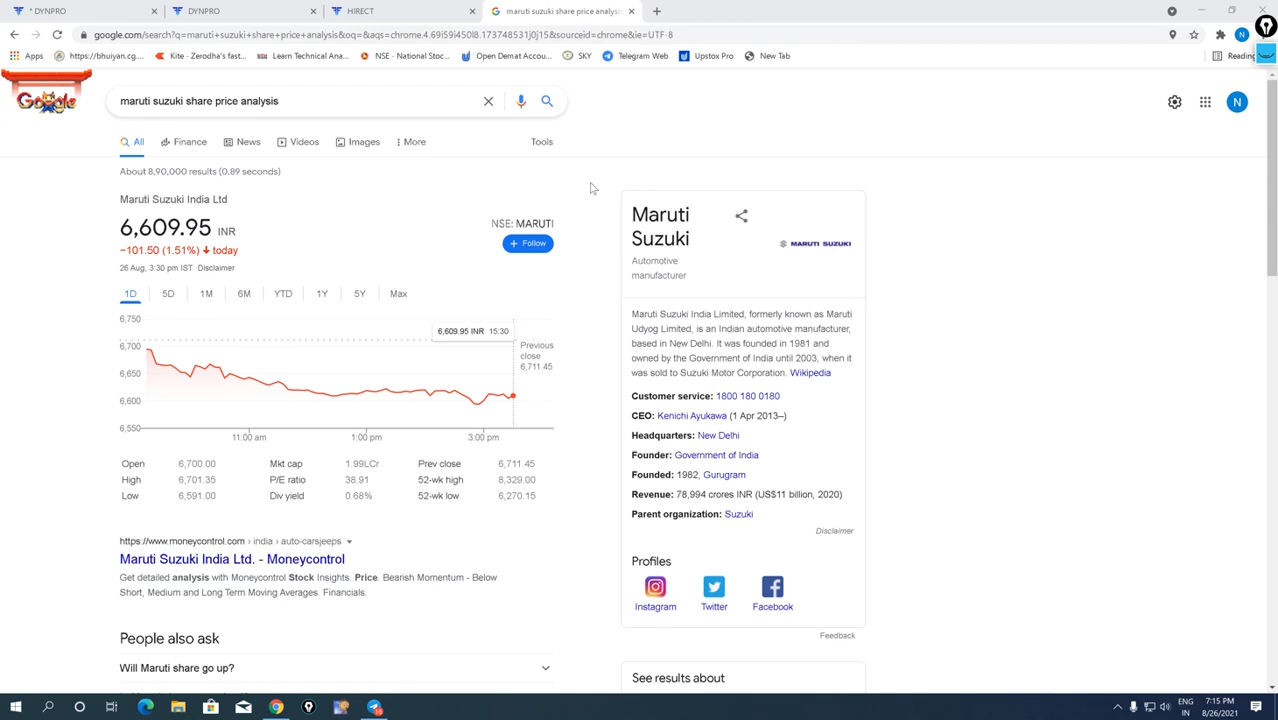 * DYNPRO
DYNPRO
HIRECT
maruti suzuki share price analysis
google.com/search?q=maruti+suzuki+share+price+analysis&oq=&aqs=chrome.4.69i59i450l8.173748531j0j15&sourceid=chrome&ie=UTF-8
Apps
https://bhuiyan.cg....
Kite - Zerodha's fast...
Learn Technical Ana...
NSE - National Stoc...
Open Demat Accou...
SKY
Telegram Web
Upstox Pro
New Tab
Reading
Google
maruti suzuki share price analysis
N
All
Finance
News
Videos
Images
More
Tools
About 8,90,000 results (0.89 seconds)
Maruti Suzuki India Ltd
6,609.95 INR
NSE: MARUTI
−101.50 (1.51%) today
+ Follow
26 Aug, 3:30 pm IST · Disclaimer
1D 5D 1M 6M YTD 1Y 5Y Max
6,750
6,700
6,650
6,600
6,550
6,609.95 INR 15:30
Previous
close
6,711.45
11:00 am 1:00 pm 3:00 pm
Open 6,700.00 Mkt cap 1.99LCr Prev close 6,711.45
High 6,701.35 P/E ratio 38.91 52-wk high 8,329.00
Low 6,591.00 Div yield 0.68% 52-wk low 6,270.15
https://www.moneycontrol.com › india › auto-carsjeeps
Maruti Suzuki India Ltd. - Moneycontrol
Get detailed analysis with Moneycontrol Stock Insights. Price. Bearish Momentum - Below
Short, Medium and Long Term Moving Averages. Financials.
People also ask
Will Maruti share go up?
Maruti
Suzuki
MARUTI SUZUKI
Automotive
manufacturer
Maruti Suzuki India Limited, formerly known as Maruti
Udyog Limited, is an Indian automotive manufacturer,
based in New Delhi. It was founded in 1981 and
owned by the Government of India until 2003, when it
was sold to Suzuki Motor Corporation. Wikipedia
Customer service: 1800 180 0180
CEO: Kenichi Ayukawa (1 Apr 2013–)
Headquarters: New Delhi
Founder: Government of India
Founded: 1982, Gurugram
Revenue: 78,994 crores INR (US$11 billion, 2020)
Parent organization: Suzuki
Disclaimer
Profiles
Instagram
Twitter
Facebook
Feedback
See results about
ENG
IN
7:15 PM
8/26/2021